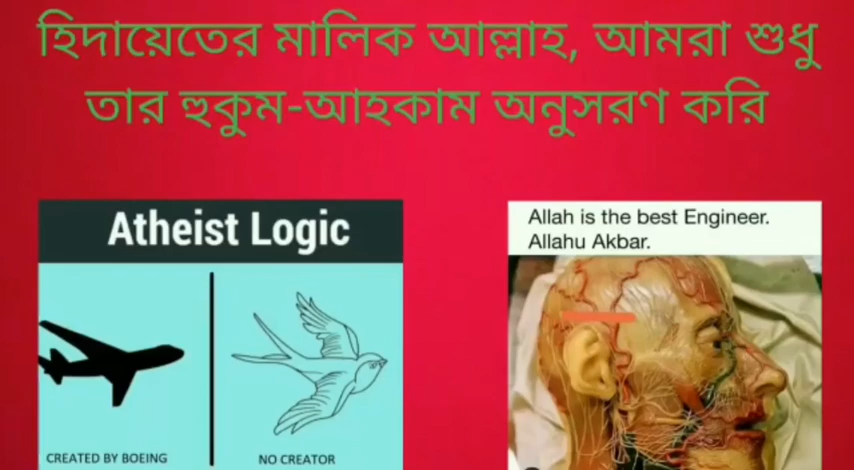 হিদায়েতের মালিক আল্লাহ, আমরা শুধু
তার হুকুম-আহকাম অনুসরণ করি
Atheist Logic
CREATED BY BOEING
NO CREATOR
Allah is the best Engineer.
Allahu Akbar.